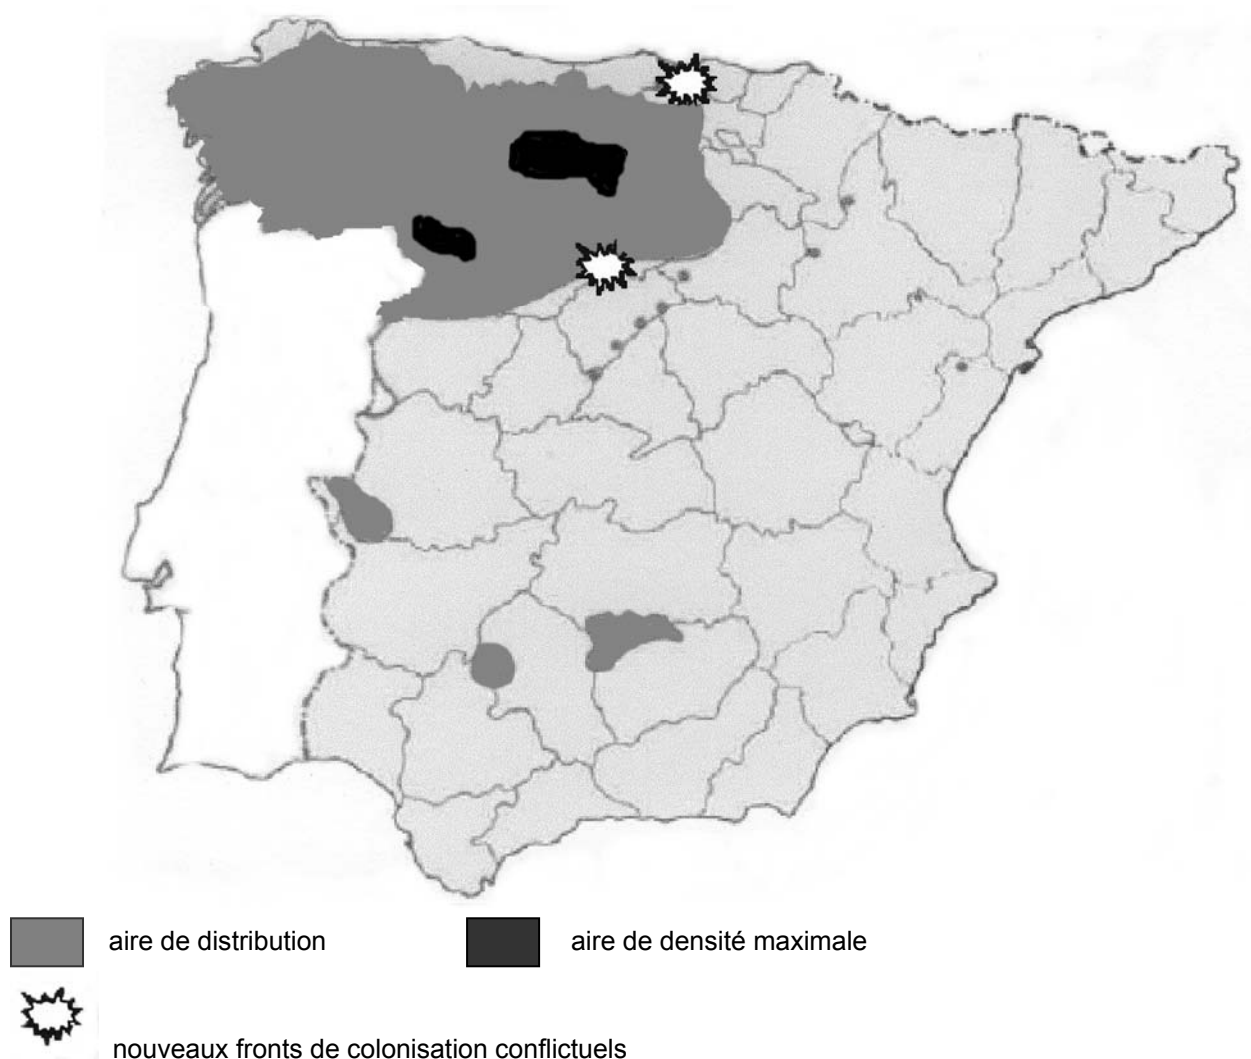 aire de distribution
aire de densité maximale
nouveaux fronts de colonisation conflictuels